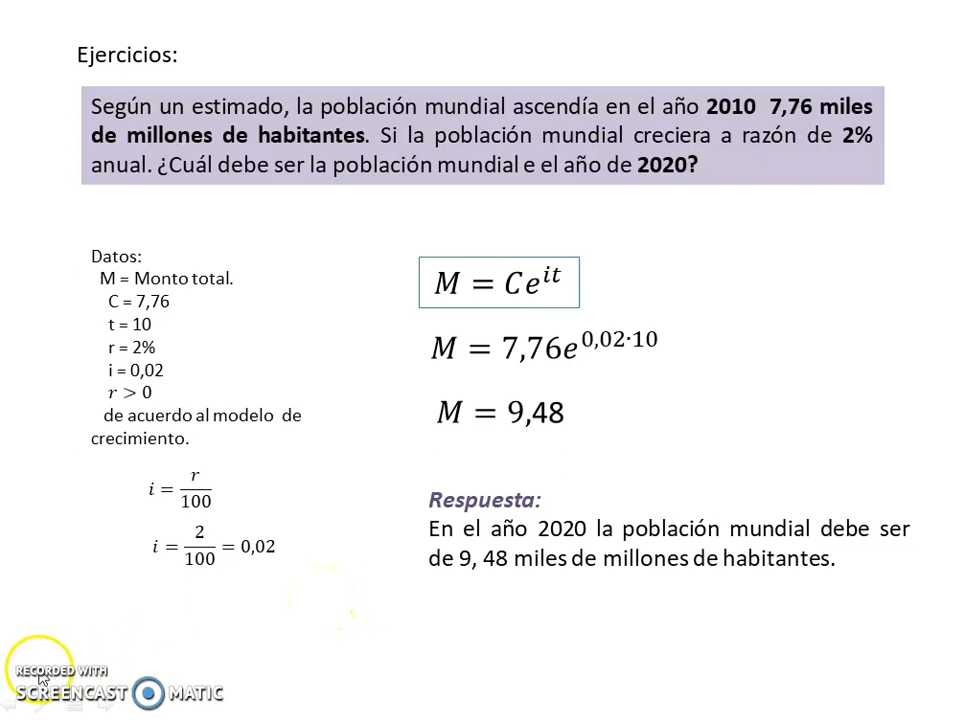 Ejercicios:
Según un estimado, la población mundial ascendía en el año 2010 7,76 miles
de millones de habitantes. Si la población mundial creciera a razón de 2%
anual. ¿Cuál debe ser la población mundial e el año de 2020?
Datos:
M = Monto total.
C = 7,76
t = 10
r = 2%
i = 0,02
r > 0
de acuerdo al modelo de
crecimiento.
i = r/100
i = 2/100 = 0,02
M = Ce^{it}
M = 7,76e^{0,02·10}
M = 9,48
Respuesta:
En el año 2020 la población mundial debe ser
de 9, 48 miles de millones de habitantes.
RECORDED WITH
SCREENCAST MATIC